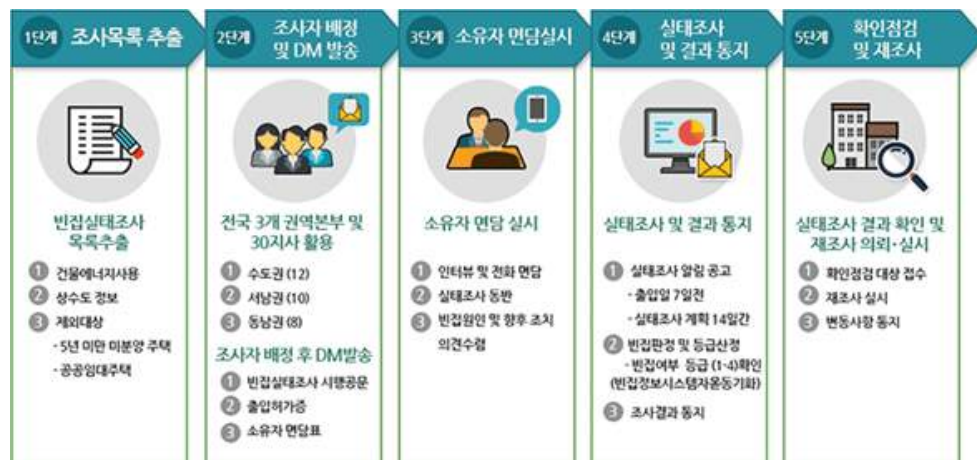 1단계 조사목록 추출
빈집실태조사
목록추출
1 건물에너지사용
2 상수도 정보
3 제외대상
- 5년 미만 미분양 주택
- 공공임대주택
2단계 조사자 배정
및 DM 발송
전국 3개 권역본부 및
30지사 활용
1 수도권 (12)
2 서남권 (10)
3 동남권 (8)
조사자 배정 후 DM발송
1 빈집실태조사 시행공문
2 출입허가증
3 소유자 면담표
3단계 소유자 면담실시
소유자 면담 실시
1 인터뷰 및 전화 면담
2 실태조사 동반
3 빈집원인 및 향후 조치
의견수렴
4단계 실태조사
및 결과 통지
실태조사 및 결과 통지
1 실태조사 알림 공고
- 출입일 7일전
- 실태조사 계획 14일간
2 빈집판정 및 등급산정
- 빈집여부 등급 (1~4)확인
(빈집정보시스템자동동기화)
3 조사결과 통지
5단계 확인점검
및 재조사
실태조사 결과 확인 및
재조사 의뢰·실시
1 확인점검 대상 접수
2 재조사 실시
3 변동사항 통지